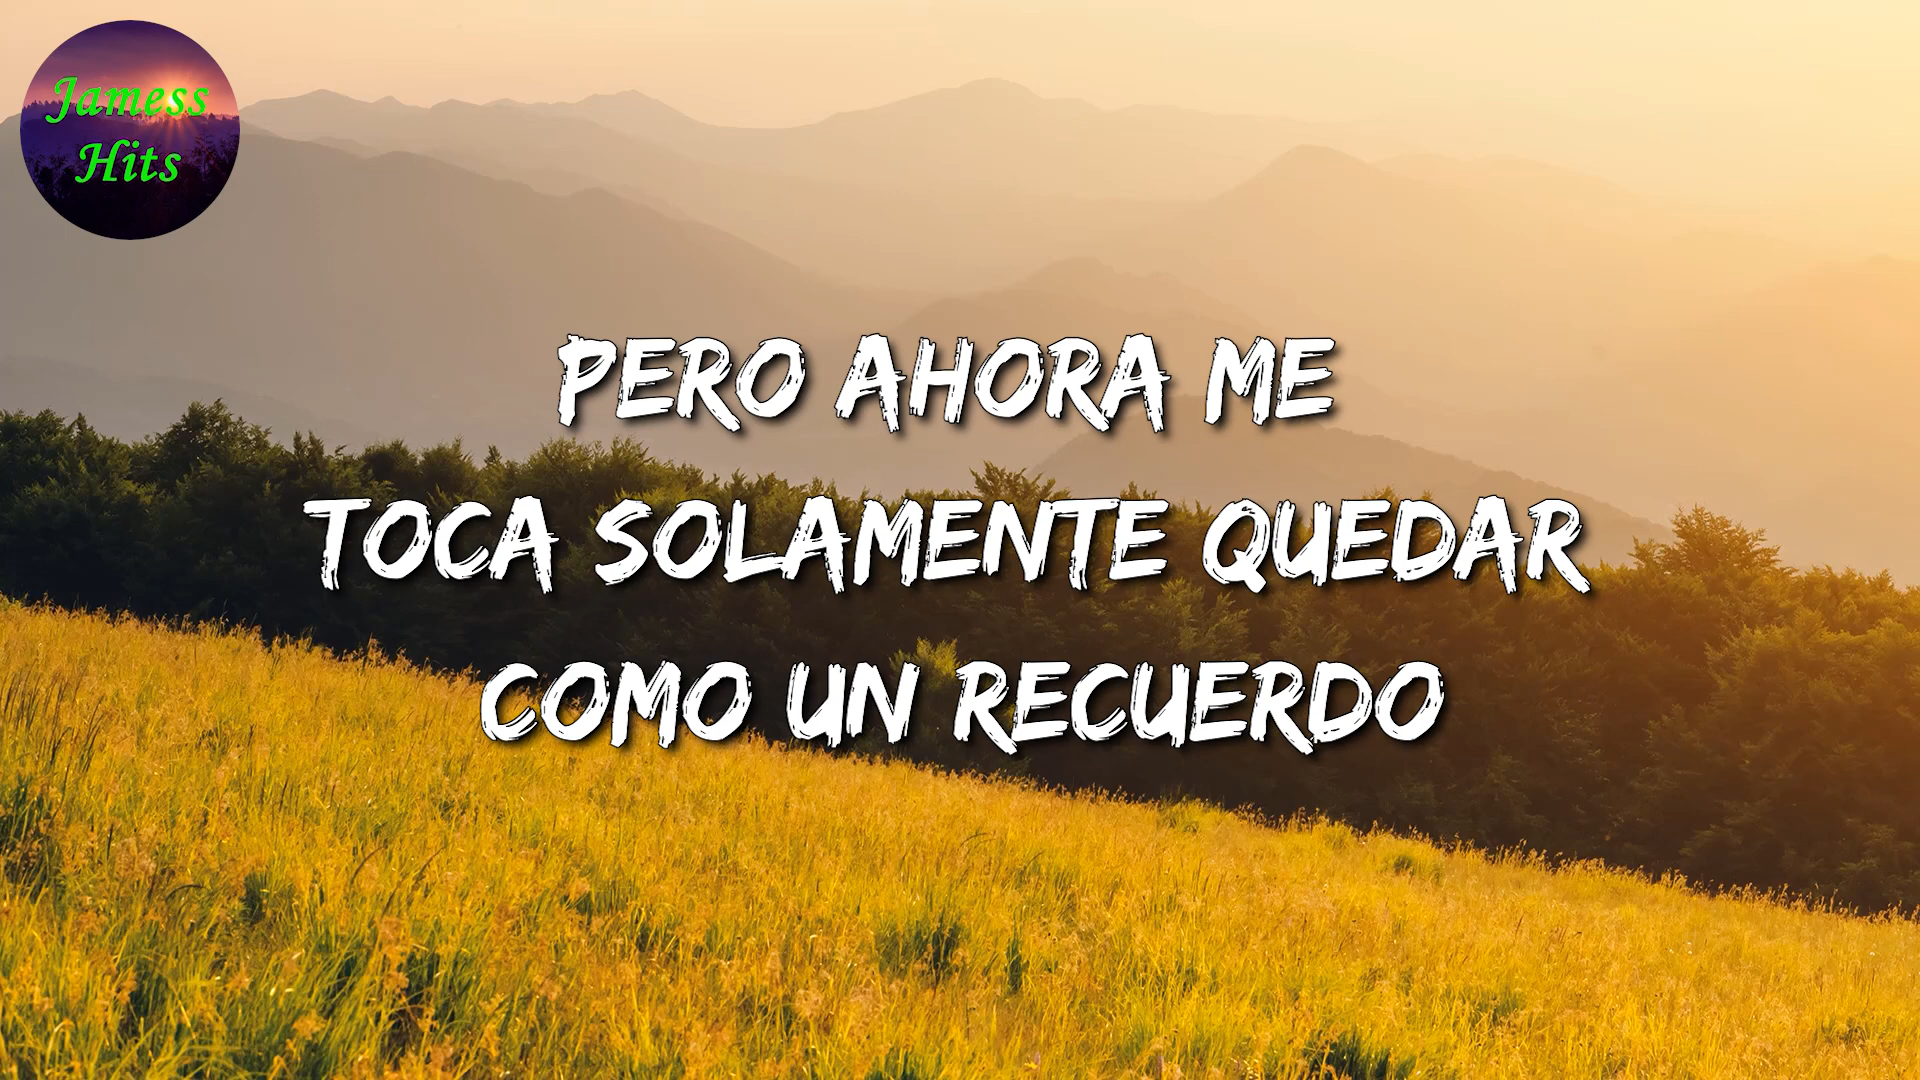 Jamess
Hits
PERO AHORA ME
TOCA SOLAMENTE QUEDAR
COMO UN RECUERDO